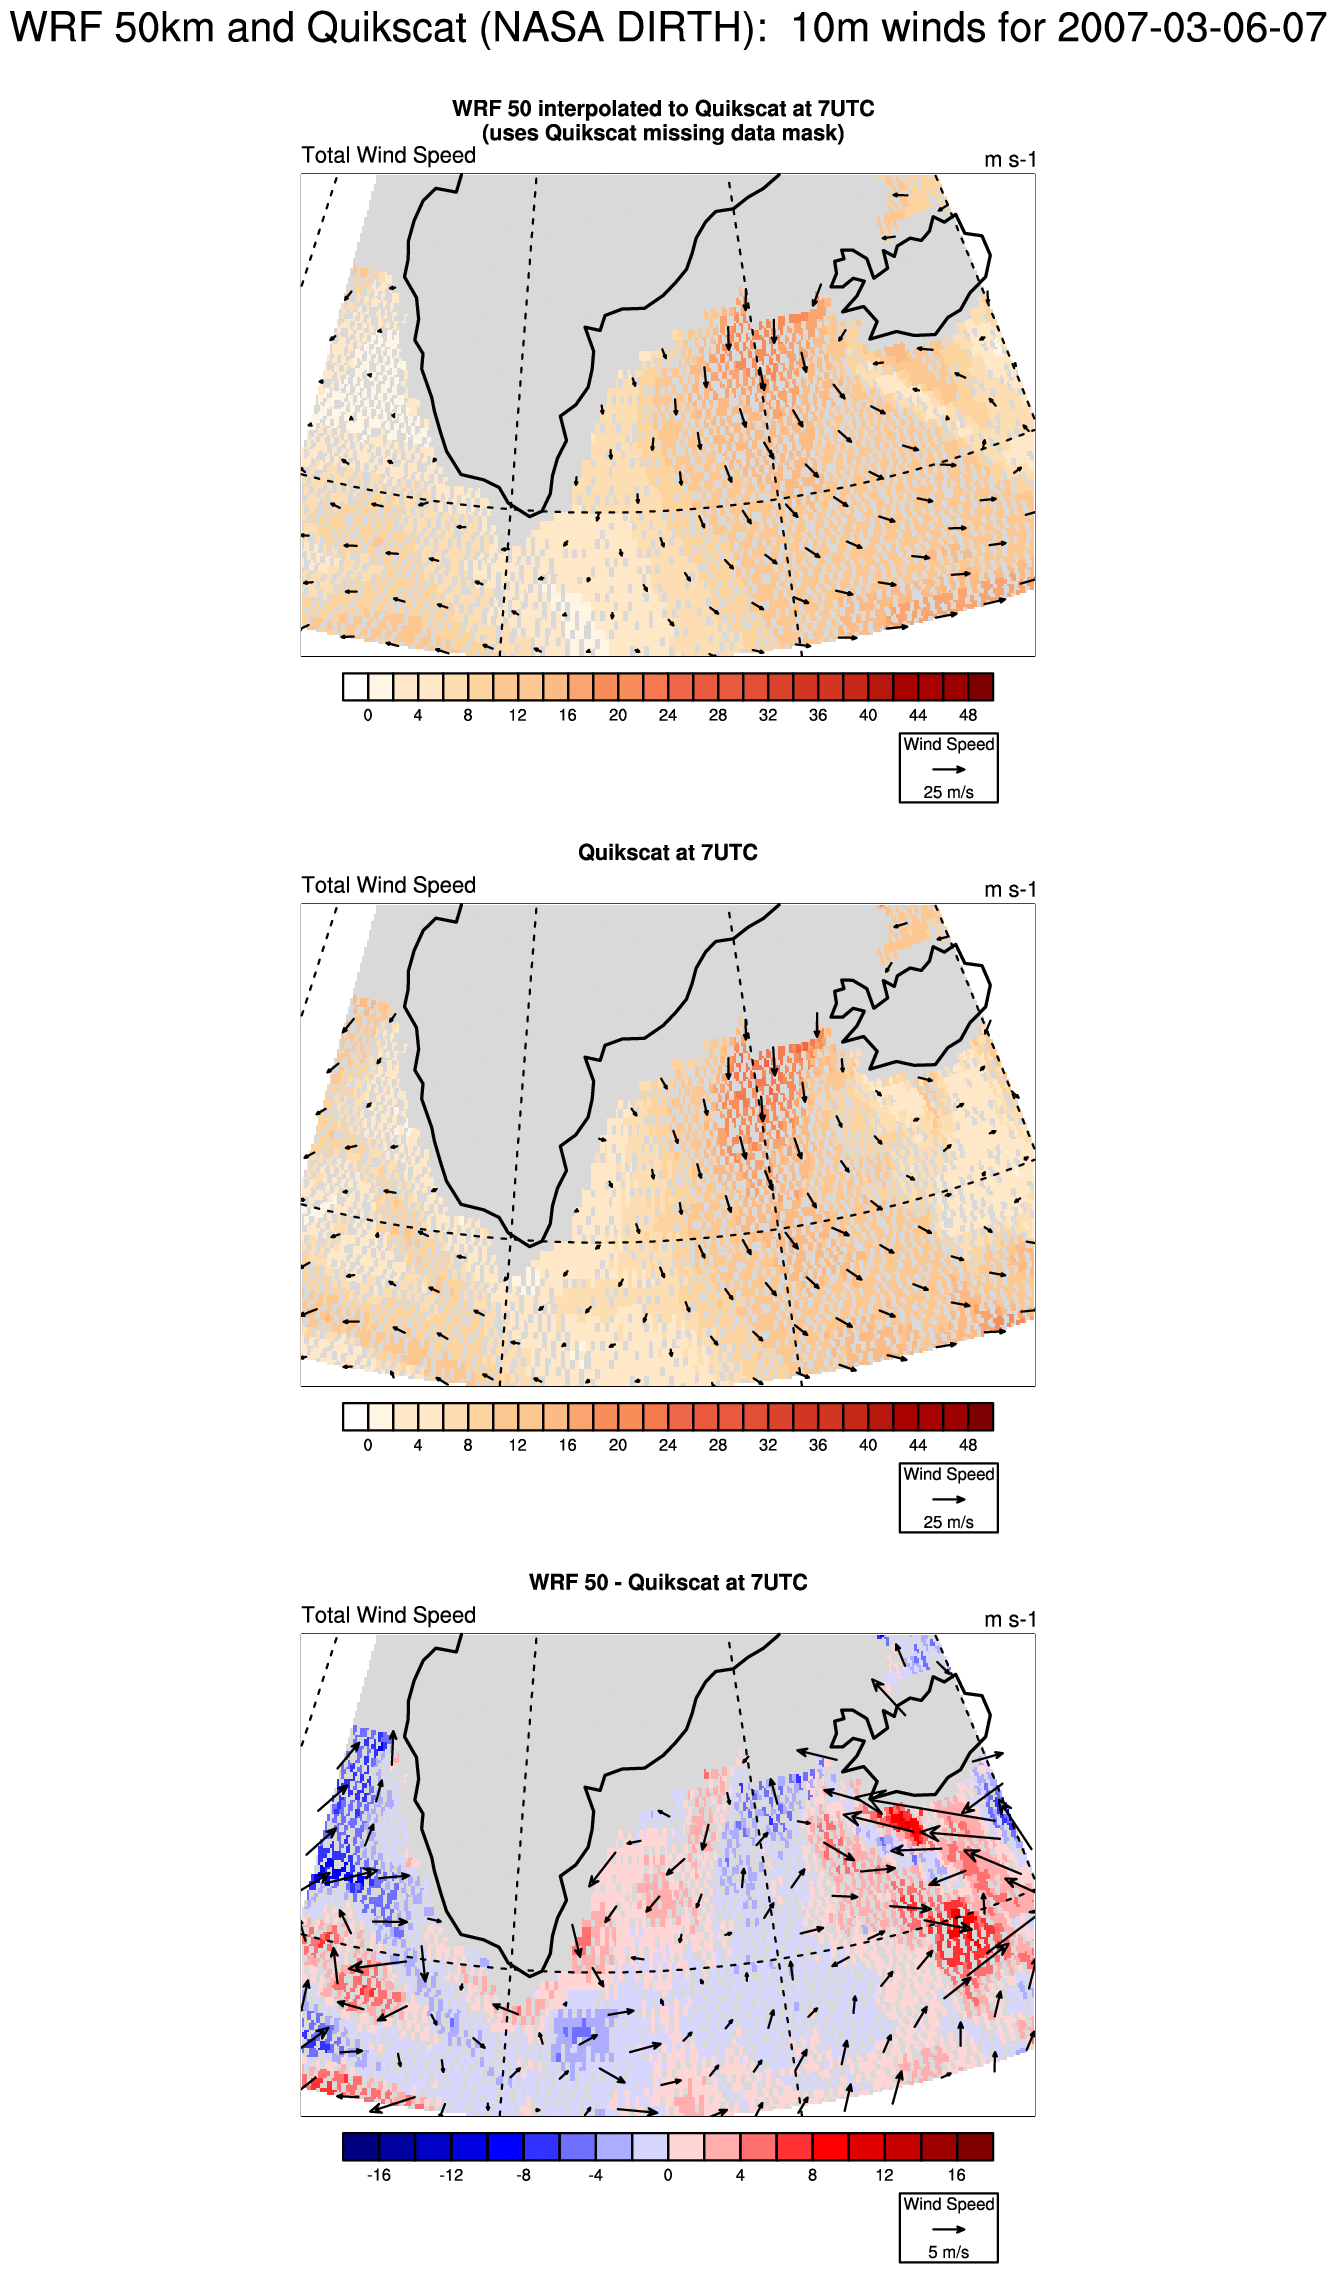 WRF 50km and Quikscat (NASA DIRTH): 10m winds for 2007-03-06-07
WRF 50 interpolated to Quikscat at 7UTC
(uses Quikscat missing data mask)
Total Wind Speed m s-1
0 4 8 12 16 20 24 28 32 36 40 44 48
Wind Speed
25 m/s
Quikscat at 7UTC
Total Wind Speed m s-1
0 4 8 12 16 20 24 28 32 36 40 44 48
Wind Speed
25 m/s
WRF 50 - Quikscat at 7UTC
Total Wind Speed m s-1
-16 -12 -8 -4 0 4 8 12 16
Wind Speed
5 m/s